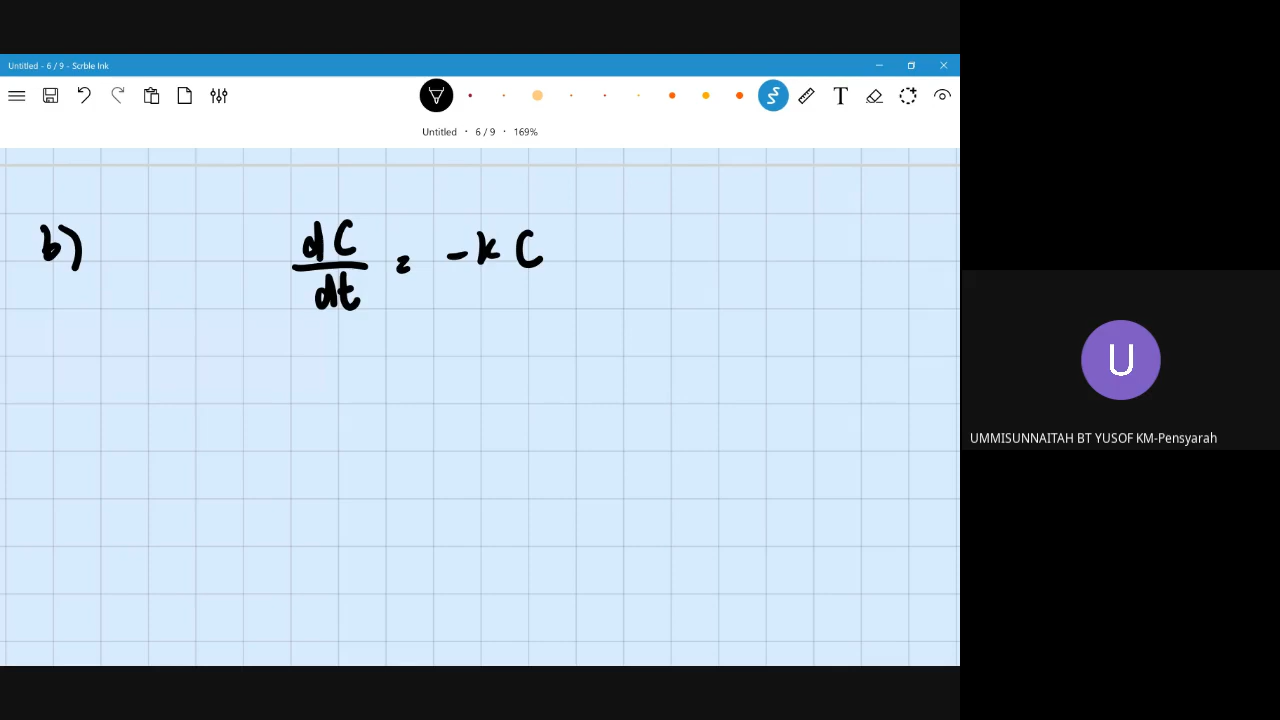 Untitled - 6 / 9 - Scrble Ink
T
Untitled · 6 / 9 · 169%
b) dC/dt = -k C
U
UMMISUNNAITAH BT YUSOF KM-Pensyarah